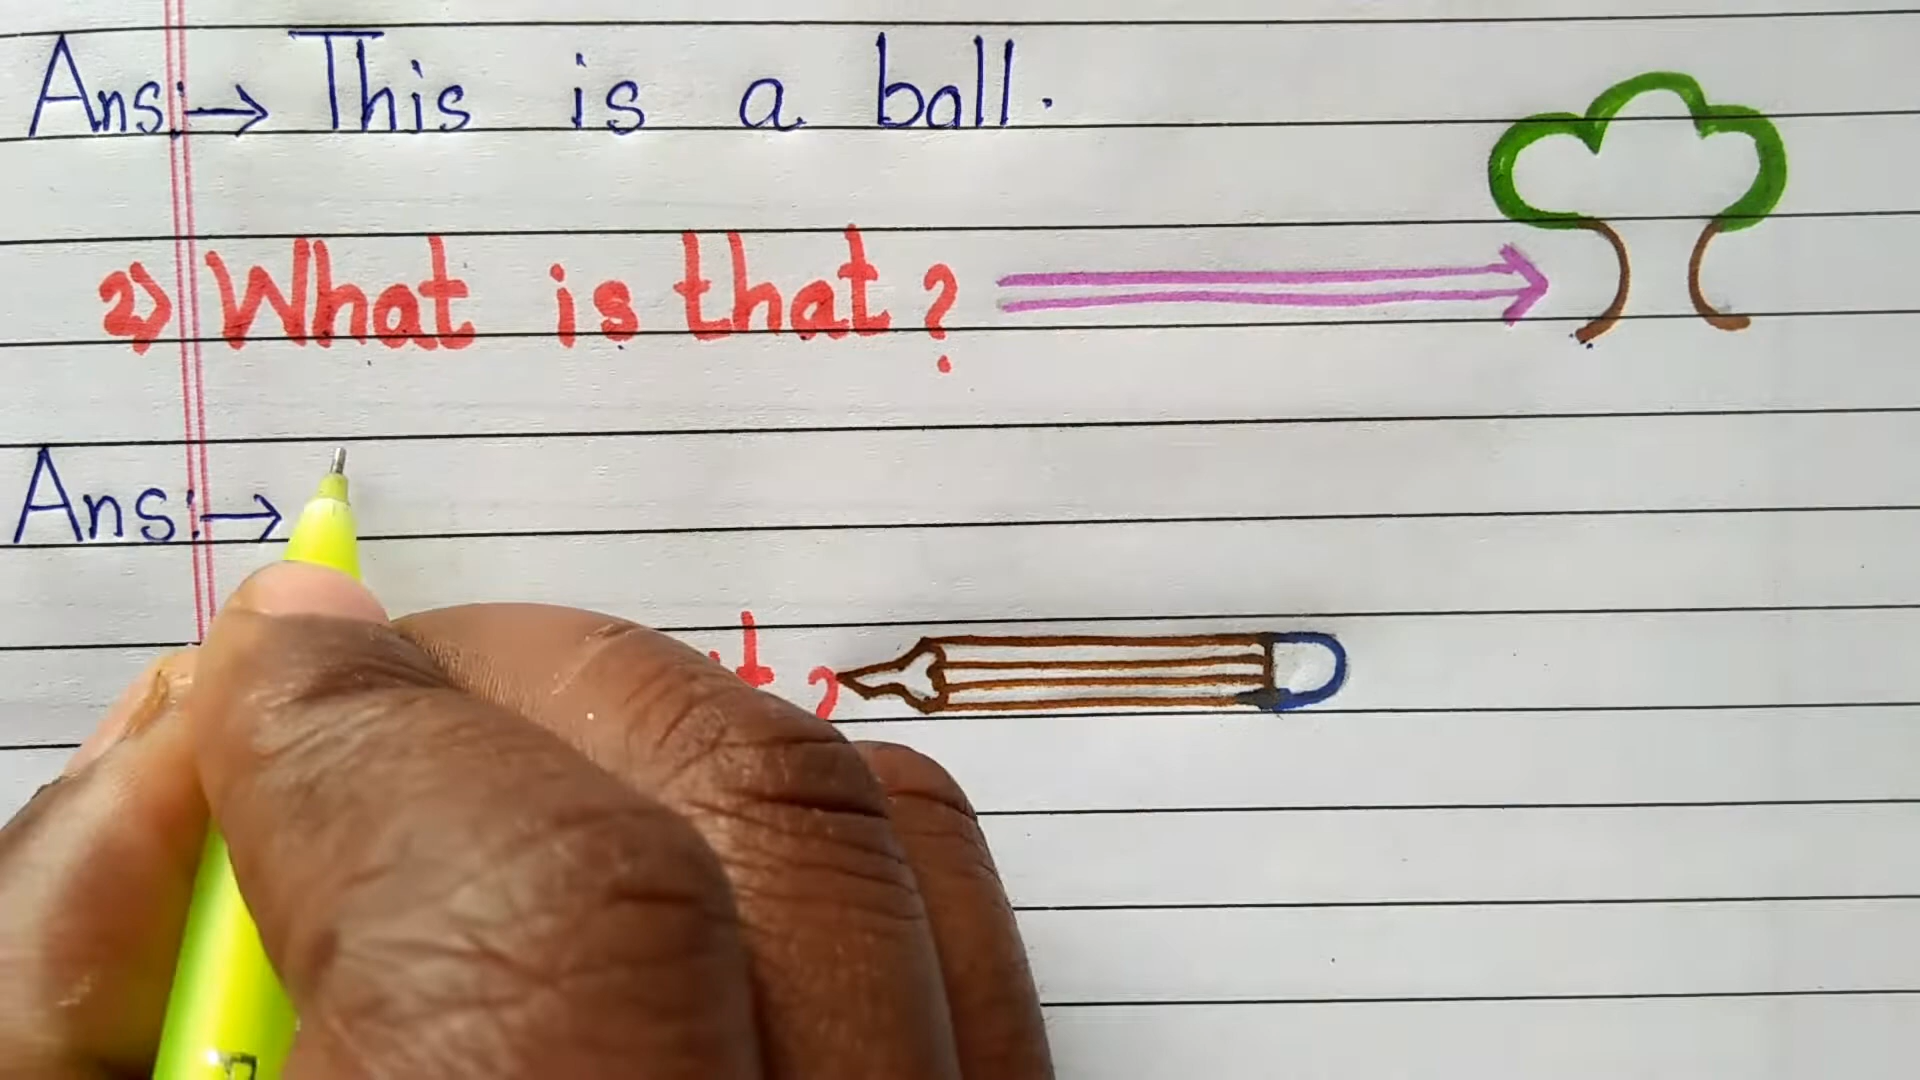 Ans:→ This is a ball.
2) What is that ?
Ans:→
?